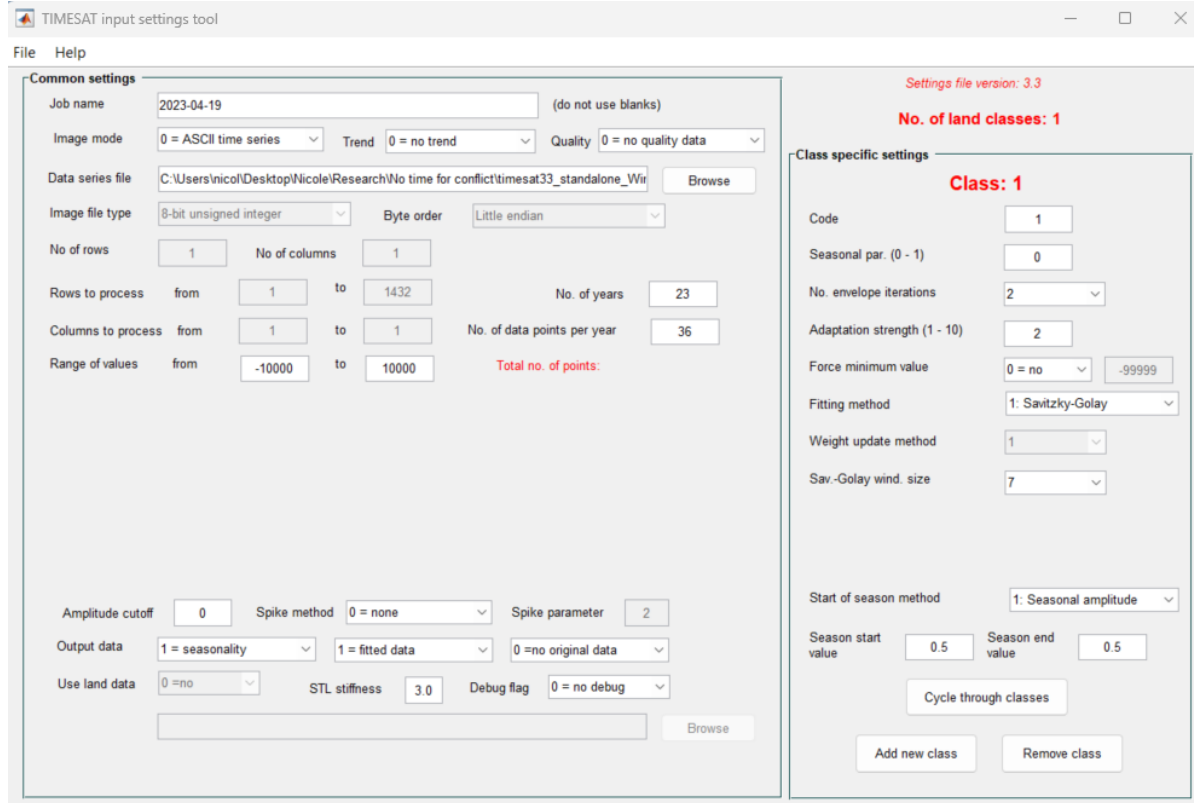 TIMESAT input settings tool
File Help
Common settings
Job name 2023-04-19 (do not use blanks)
Image mode 0 = ASCII time series Trend 0 = no trend Quality 0 = no quality data
Data series file C:\Users\nicol\Desktop\Nicole\Research\No time for conflict\timesat33_standalone_Wir Browse
Image file type 8-bit unsigned integer Byte order Little endian
No of rows 1 No of columns 1
Rows to process from 1 to 1432 No. of years 23
Columns to process from 1 to 1 No. of data points per year 36
Range of values from -10000 to 10000 Total no. of points:
Amplitude cutoff 0 Spike method 0 = none Spike parameter 2
Output data 1 = seasonality 1 = fitted data 0 =no original data
Use land data 0 =no STL stiffness 3.0 Debug flag 0 = no debug
Browse
Settings file version: 3.3
No. of land classes: 1
Class specific settings
Class: 1
Code 1
Seasonal par. (0 - 1) 0
No. envelope iterations 2
Adaptation strength (1 - 10) 2
Force minimum value 0 = no -99999
Fitting method 1: Savitzky-Golay
Weight update method 1
Sav.-Golay wind. size 7
Start of season method 1: Seasonal amplitude
Season start value 0.5 Season end value 0.5
Cycle through classes
Add new class Remove class